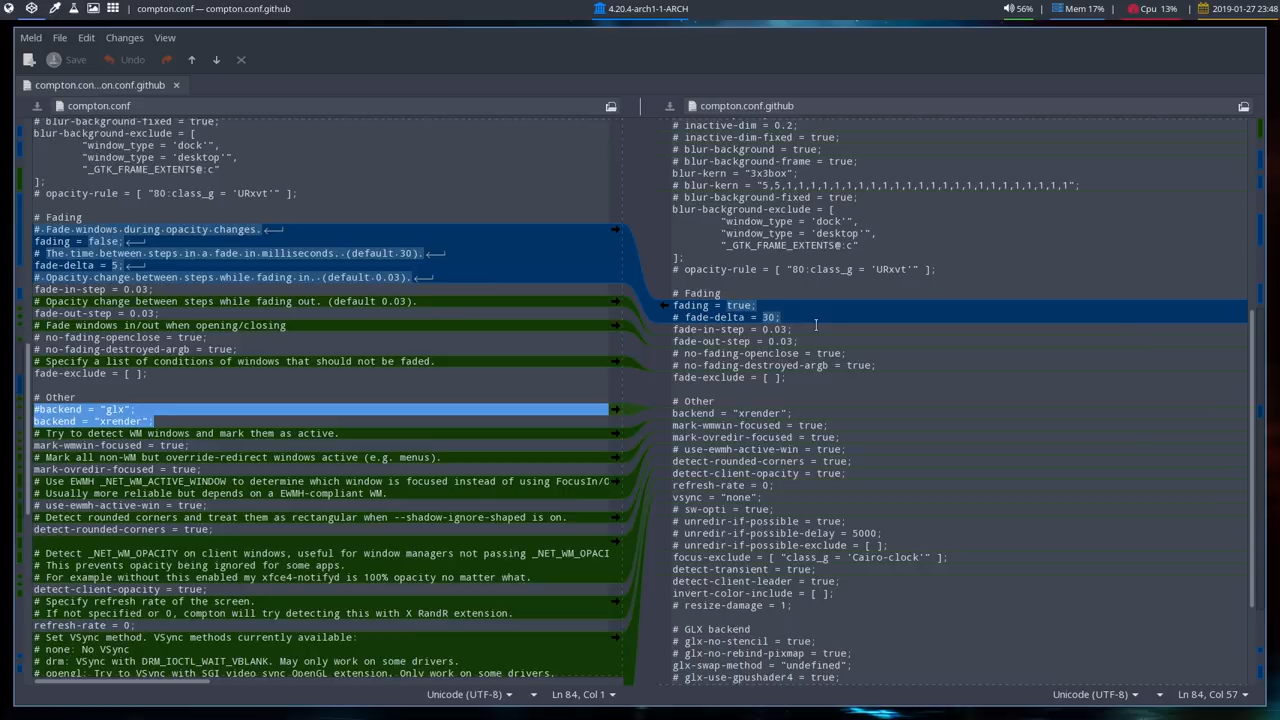 compton.conf — compton.conf.github
4.20.4-arch1-1-ARCH
56%
Mem 17%
Cpu 13%
2019-01-27 23:48
Meld File Edit Changes View
Save Undo
compton.con…on.conf.github
compton.conf
# blur-background-fixed = true;
blur-background-exclude = [
"window_type = 'dock'",
"window_type = 'desktop'",
"_GTK_FRAME_EXTENTS@:c"
];
# opacity-rule = [ "80:class_g = 'URxvt'" ];
# Fading
# Fade windows during opacity changes.
fading = false;
# The time between steps in a fade in milliseconds. (default 30).
fade-delta = 5;
# Opacity change between steps while fading in. (default 0.03).
fade-in-step = 0.03;
# Opacity change between steps while fading out. (default 0.03).
fade-out-step = 0.03;
# Fade windows in/out when opening/closing
# no-fading-openclose = true;
# no-fading-destroyed-argb = true;
# Specify a list of conditions of windows that should not be faded.
fade-exclude = [ ];
# Other
#backend = "glx";
backend = "xrender";
# Try to detect WM windows and mark them as active.
mark-wmwin-focused = true;
# Mark all non-WM but override-redirect windows active (e.g. menus).
mark-ovredir-focused = true;
# Use EWMH _NET_WM_ACTIVE_WINDOW to determine which window is focused instead of using FocusIn/O
# Usually more reliable but depends on a EWMH-compliant WM.
# use-ewmh-active-win = true;
# Detect rounded corners and treat them as rectangular when --shadow-ignore-shaped is on.
detect-rounded-corners = true;
# Detect _NET_WM_OPACITY on client windows, useful for window managers not passing _NET_WM_OPACI
# This prevents opacity being ignored for some apps.
# For example without this enabled my xfce4-notifyd is 100% opacity no matter what.
detect-client-opacity = true;
# Specify refresh rate of the screen.
# If not specified or 0, compton will try detecting this with X RandR extension.
refresh-rate = 0;
# Set VSync method. VSync methods currently available:
# none: No VSync
# drm: VSync with DRM_IOCTL_WAIT_VBLANK. May only work on some drivers.
# opengl: Try to VSync with SGI_video_sync OpenGL extension. Only work on some drivers.
Unicode (UTF-8)
Ln 84, Col 1
compton.conf.github
# inactive-dim = 0.2;
# inactive-dim-fixed = true;
# blur-background = true;
# blur-background-frame = true;
blur-kern = "3x3box";
# blur-kern = "5,5,1,1,1,1,1,1,1,1,1,1,1,1,1,1,1,1,1,1,1,1,1,1,1,1";
# blur-background-fixed = true;
blur-background-exclude = [
"window_type = 'dock'",
"window_type = 'desktop'",
"_GTK_FRAME_EXTENTS@:c"
];
# opacity-rule = [ "80:class_g = 'URxvt'" ];
# Fading
fading = true;
# fade-delta = 30;
fade-in-step = 0.03;
fade-out-step = 0.03;
# no-fading-openclose = true;
# no-fading-destroyed-argb = true;
fade-exclude = [ ];
# Other
backend = "xrender";
mark-wmwin-focused = true;
mark-ovredir-focused = true;
# use-ewmh-active-win = true;
detect-rounded-corners = true;
detect-client-opacity = true;
refresh-rate = 0;
vsync = "none";
# sw-opti = true;
# unredir-if-possible = true;
# unredir-if-possible-delay = 5000;
# unredir-if-possible-exclude = [ ];
focus-exclude = [ "class_g = 'Cairo-clock'" ];
detect-transient = true;
detect-client-leader = true;
invert-color-include = [ ];
# resize-damage = 1;
# GLX backend
# glx-no-stencil = true;
# glx-no-rebind-pixmap = true;
glx-swap-method = "undefined";
# glx-use-gpushader4 = true;
Unicode (UTF-8)
Ln 84, Col 57